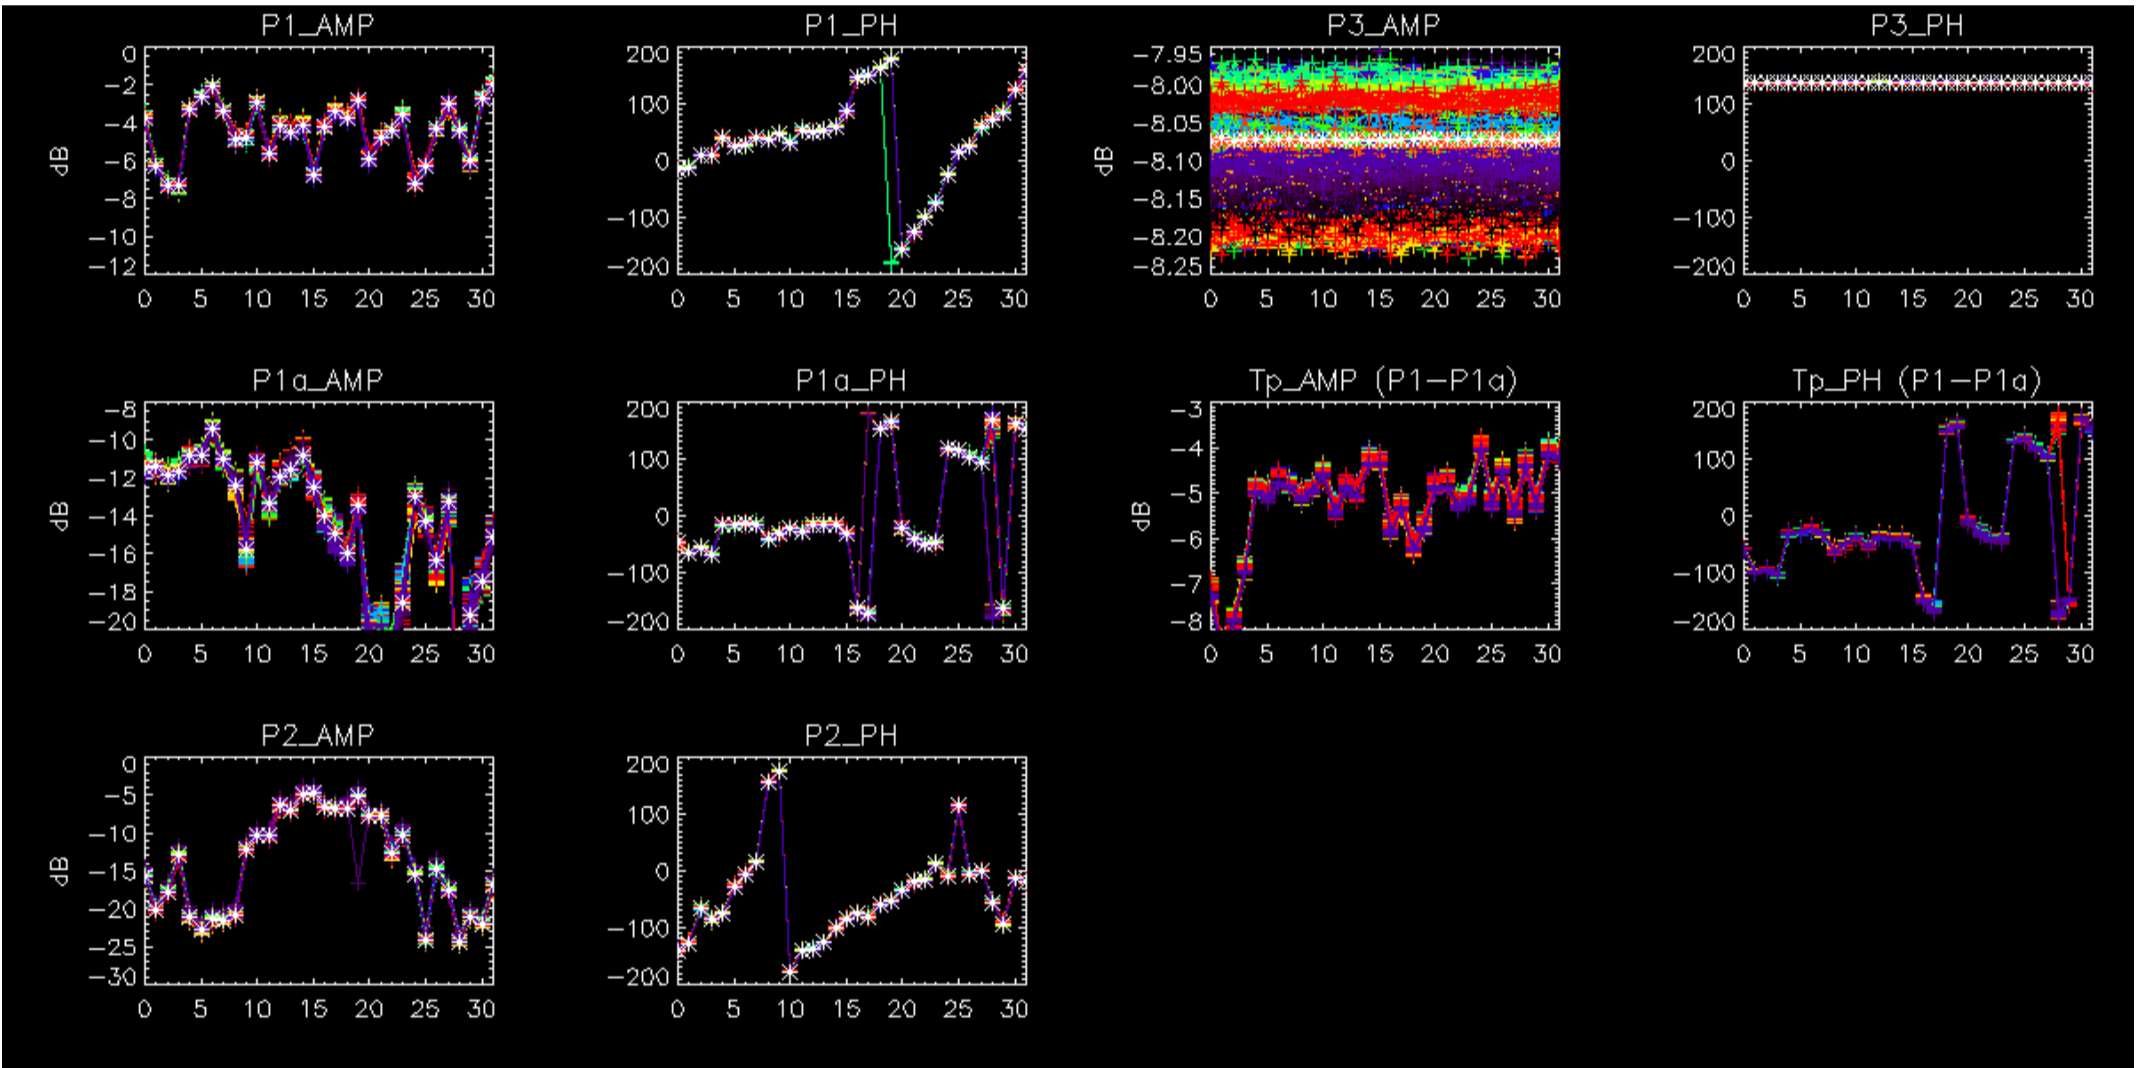 P1_AMP
0
−2
−4
−6
−8
−10
−12
dB
0 5 10 15 20 25 30
P1_PH
200
100
0
−100
−200
0 5 10 15 20 25 30
P3_AMP
−7.95
−8.00
−8.05
−8.10
−8.15
−8.20
−8.25
dB
0 5 10 15 20 25 30
P3_PH
200
100
0
−100
−200
0 5 10 15 20 25 30
P1a_AMP
−8
−10
−12
−14
−16
−18
−20
dB
0 5 10 15 20 25 30
P1a_PH
200
100
0
−100
−200
0 5 10 15 20 25 30
Tp_AMP (P1−P1a)
−3
−4
−5
−6
−7
−8
dB
0 5 10 15 20 25 30
Tp_PH (P1−P1a)
200
100
0
−100
−200
0 5 10 15 20 25 30
P2_AMP
0
−5
−10
−15
−20
−25
−30
dB
0 5 10 15 20 25 30
P2_PH
200
100
0
−100
−200
0 5 10 15 20 25 30